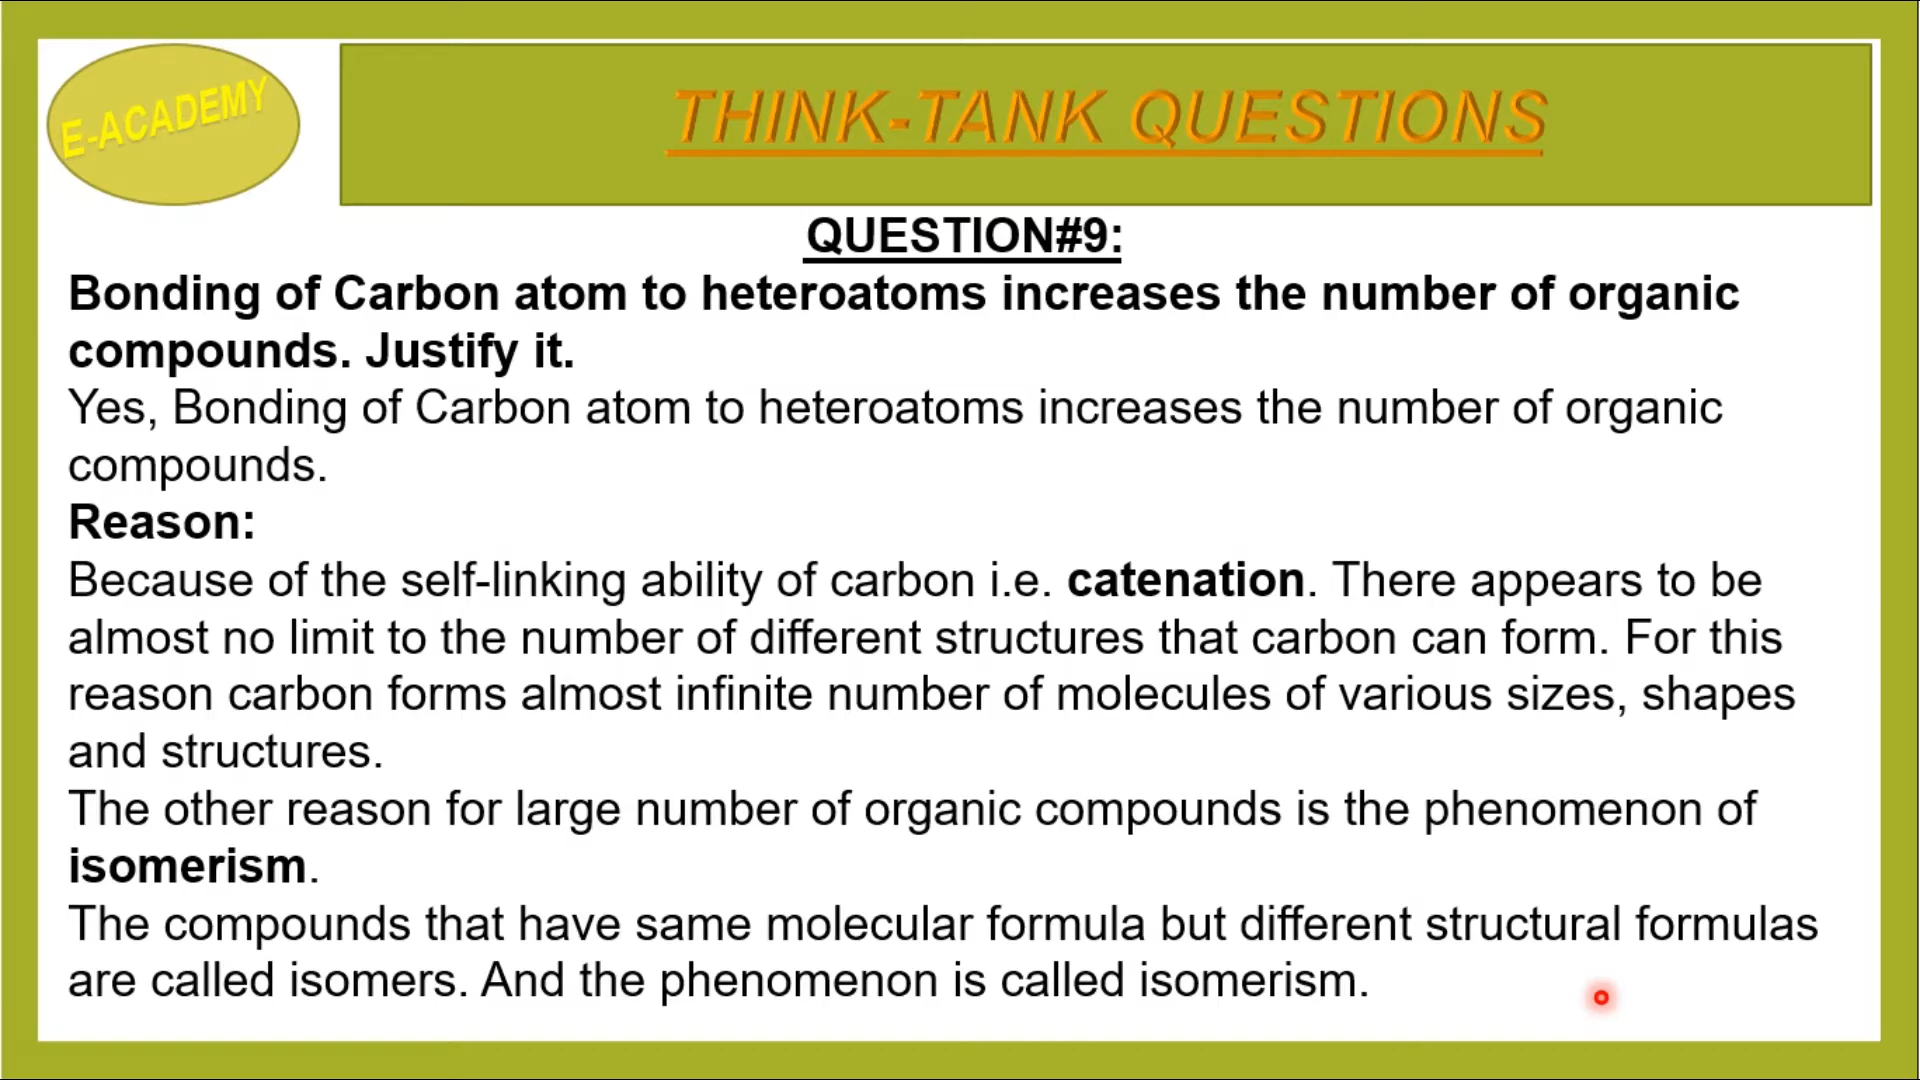 E-ACADEMY
THINK-TANK QUESTIONS
QUESTION#9:
Bonding of Carbon atom to heteroatoms increases the number of organic
compounds. Justify it.
Yes, Bonding of Carbon atom to heteroatoms increases the number of organic
compounds.
Reason:
Because of the self-linking ability of carbon i.e. catenation. There appears to be
almost no limit to the number of different structures that carbon can form. For this
reason carbon forms almost infinite number of molecules of various sizes, shapes
and structures.
The other reason for large number of organic compounds is the phenomenon of
isomerism.
The compounds that have same molecular formula but different structural formulas
are called isomers. And the phenomenon is called isomerism.